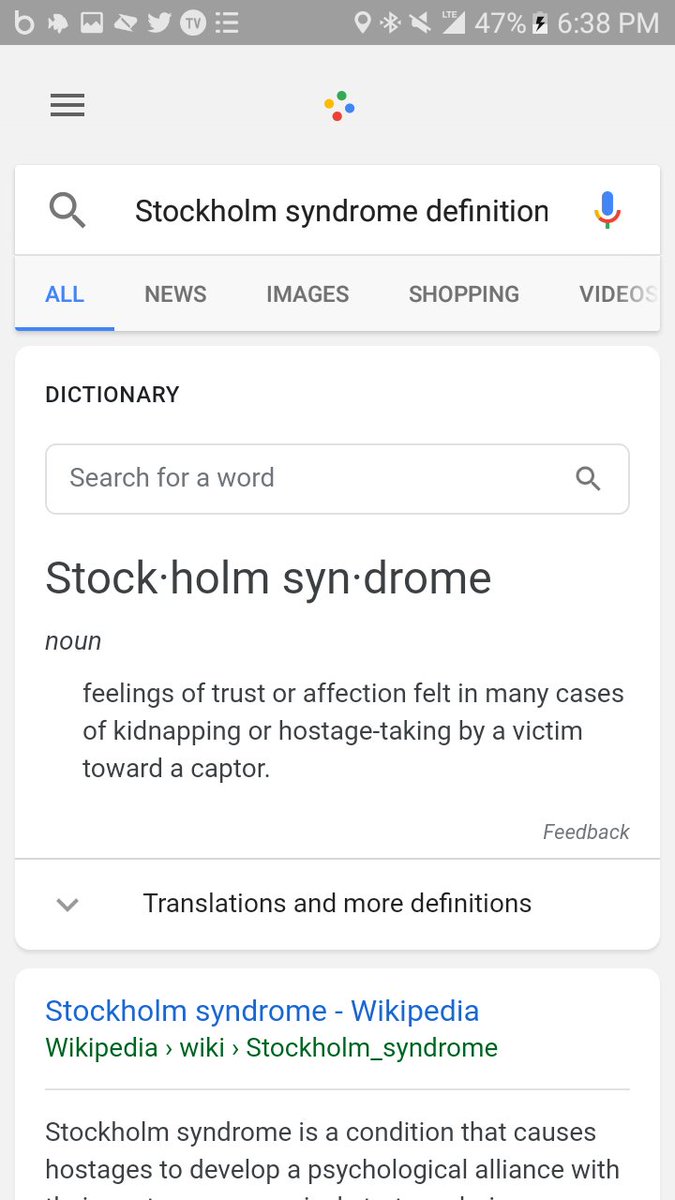 b TV LTE 47% 6:38 PM
Stockholm syndrome definition
ALL NEWS IMAGES SHOPPING VIDEOS
DICTIONARY
Search for a word
Stock·holm syn·drome
noun
feelings of trust or affection felt in many cases
of kidnapping or hostage-taking by a victim
toward a captor.
Feedback
Translations and more definitions
Stockholm syndrome - Wikipedia
Wikipedia › wiki › Stockholm_syndrome
Stockholm syndrome is a condition that causes
hostages to develop a psychological alliance with